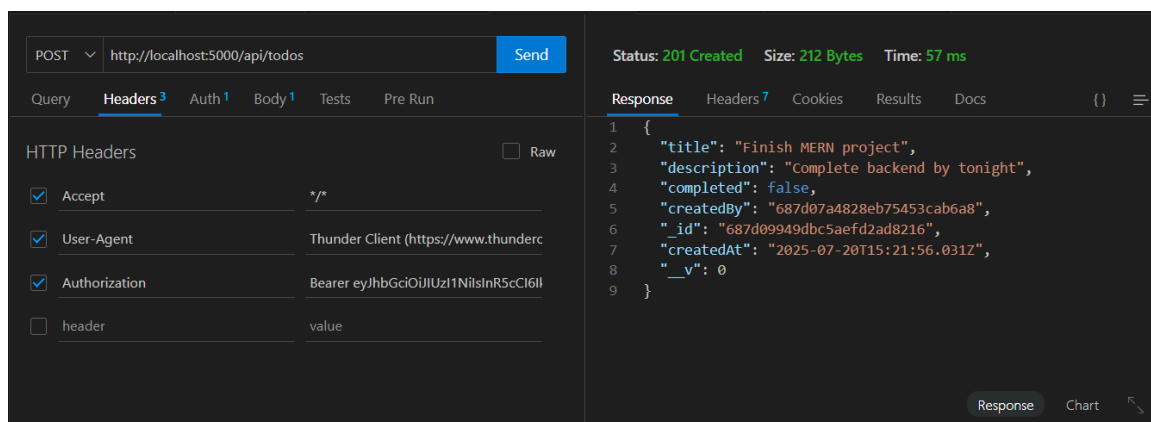 POST http://localhost:5000/api/todos Send
Query Headers 3 Auth 1 Body 1 Tests Pre Run
HTTP Headers Raw
Accept */*
User-Agent Thunder Client (https://www.thunderc
Authorization Bearer eyJhbGciOiJIUzI1NiIsInR5cCI6Ik
header value
Status: 201 Created Size: 212 Bytes Time: 57 ms
Response Headers 7 Cookies Results Docs { }
1 {
2 "title": "Finish MERN project",
3 "description": "Complete backend by tonight",
4 "completed": false,
5 "createdBy": "687d07a4828eb75453cab6a8",
6 "_id": "687d09949dbc5aefd2ad8216",
7 "createdAt": "2025-07-20T15:21:56.031Z",
8 "__v": 0
9 }
Response Chart